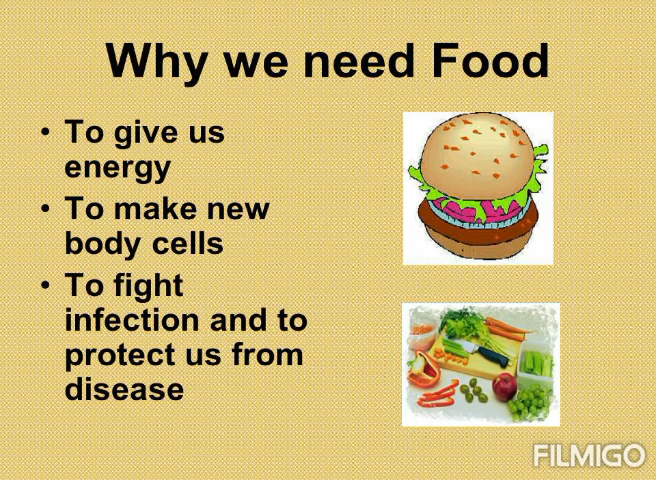 Why we need Food
• To give us
energy
• To make new
body cells
• To fight
infection and to
protect us from
disease
FILMIGO